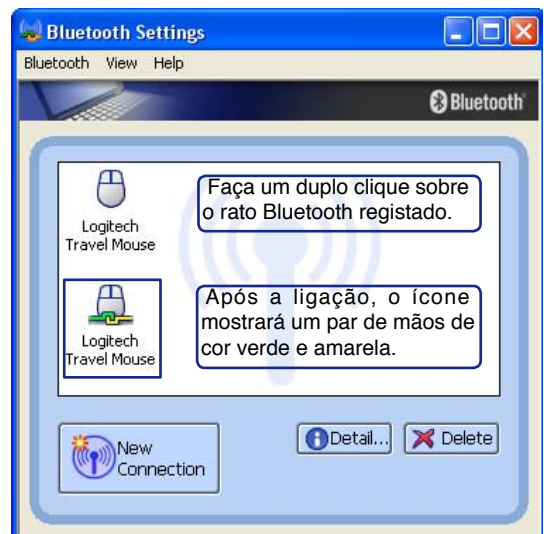 Bluetooth Settings
Bluetooth View Help
Bluetooth
Logitech
Travel Mouse
Faça um duplo clique sobre
o rato Bluetooth registado.
Logitech
Travel Mouse
Após a ligação, o ícone
mostrará um par de mãos de
cor verde e amarela.
New
Connection
Detail...
Delete